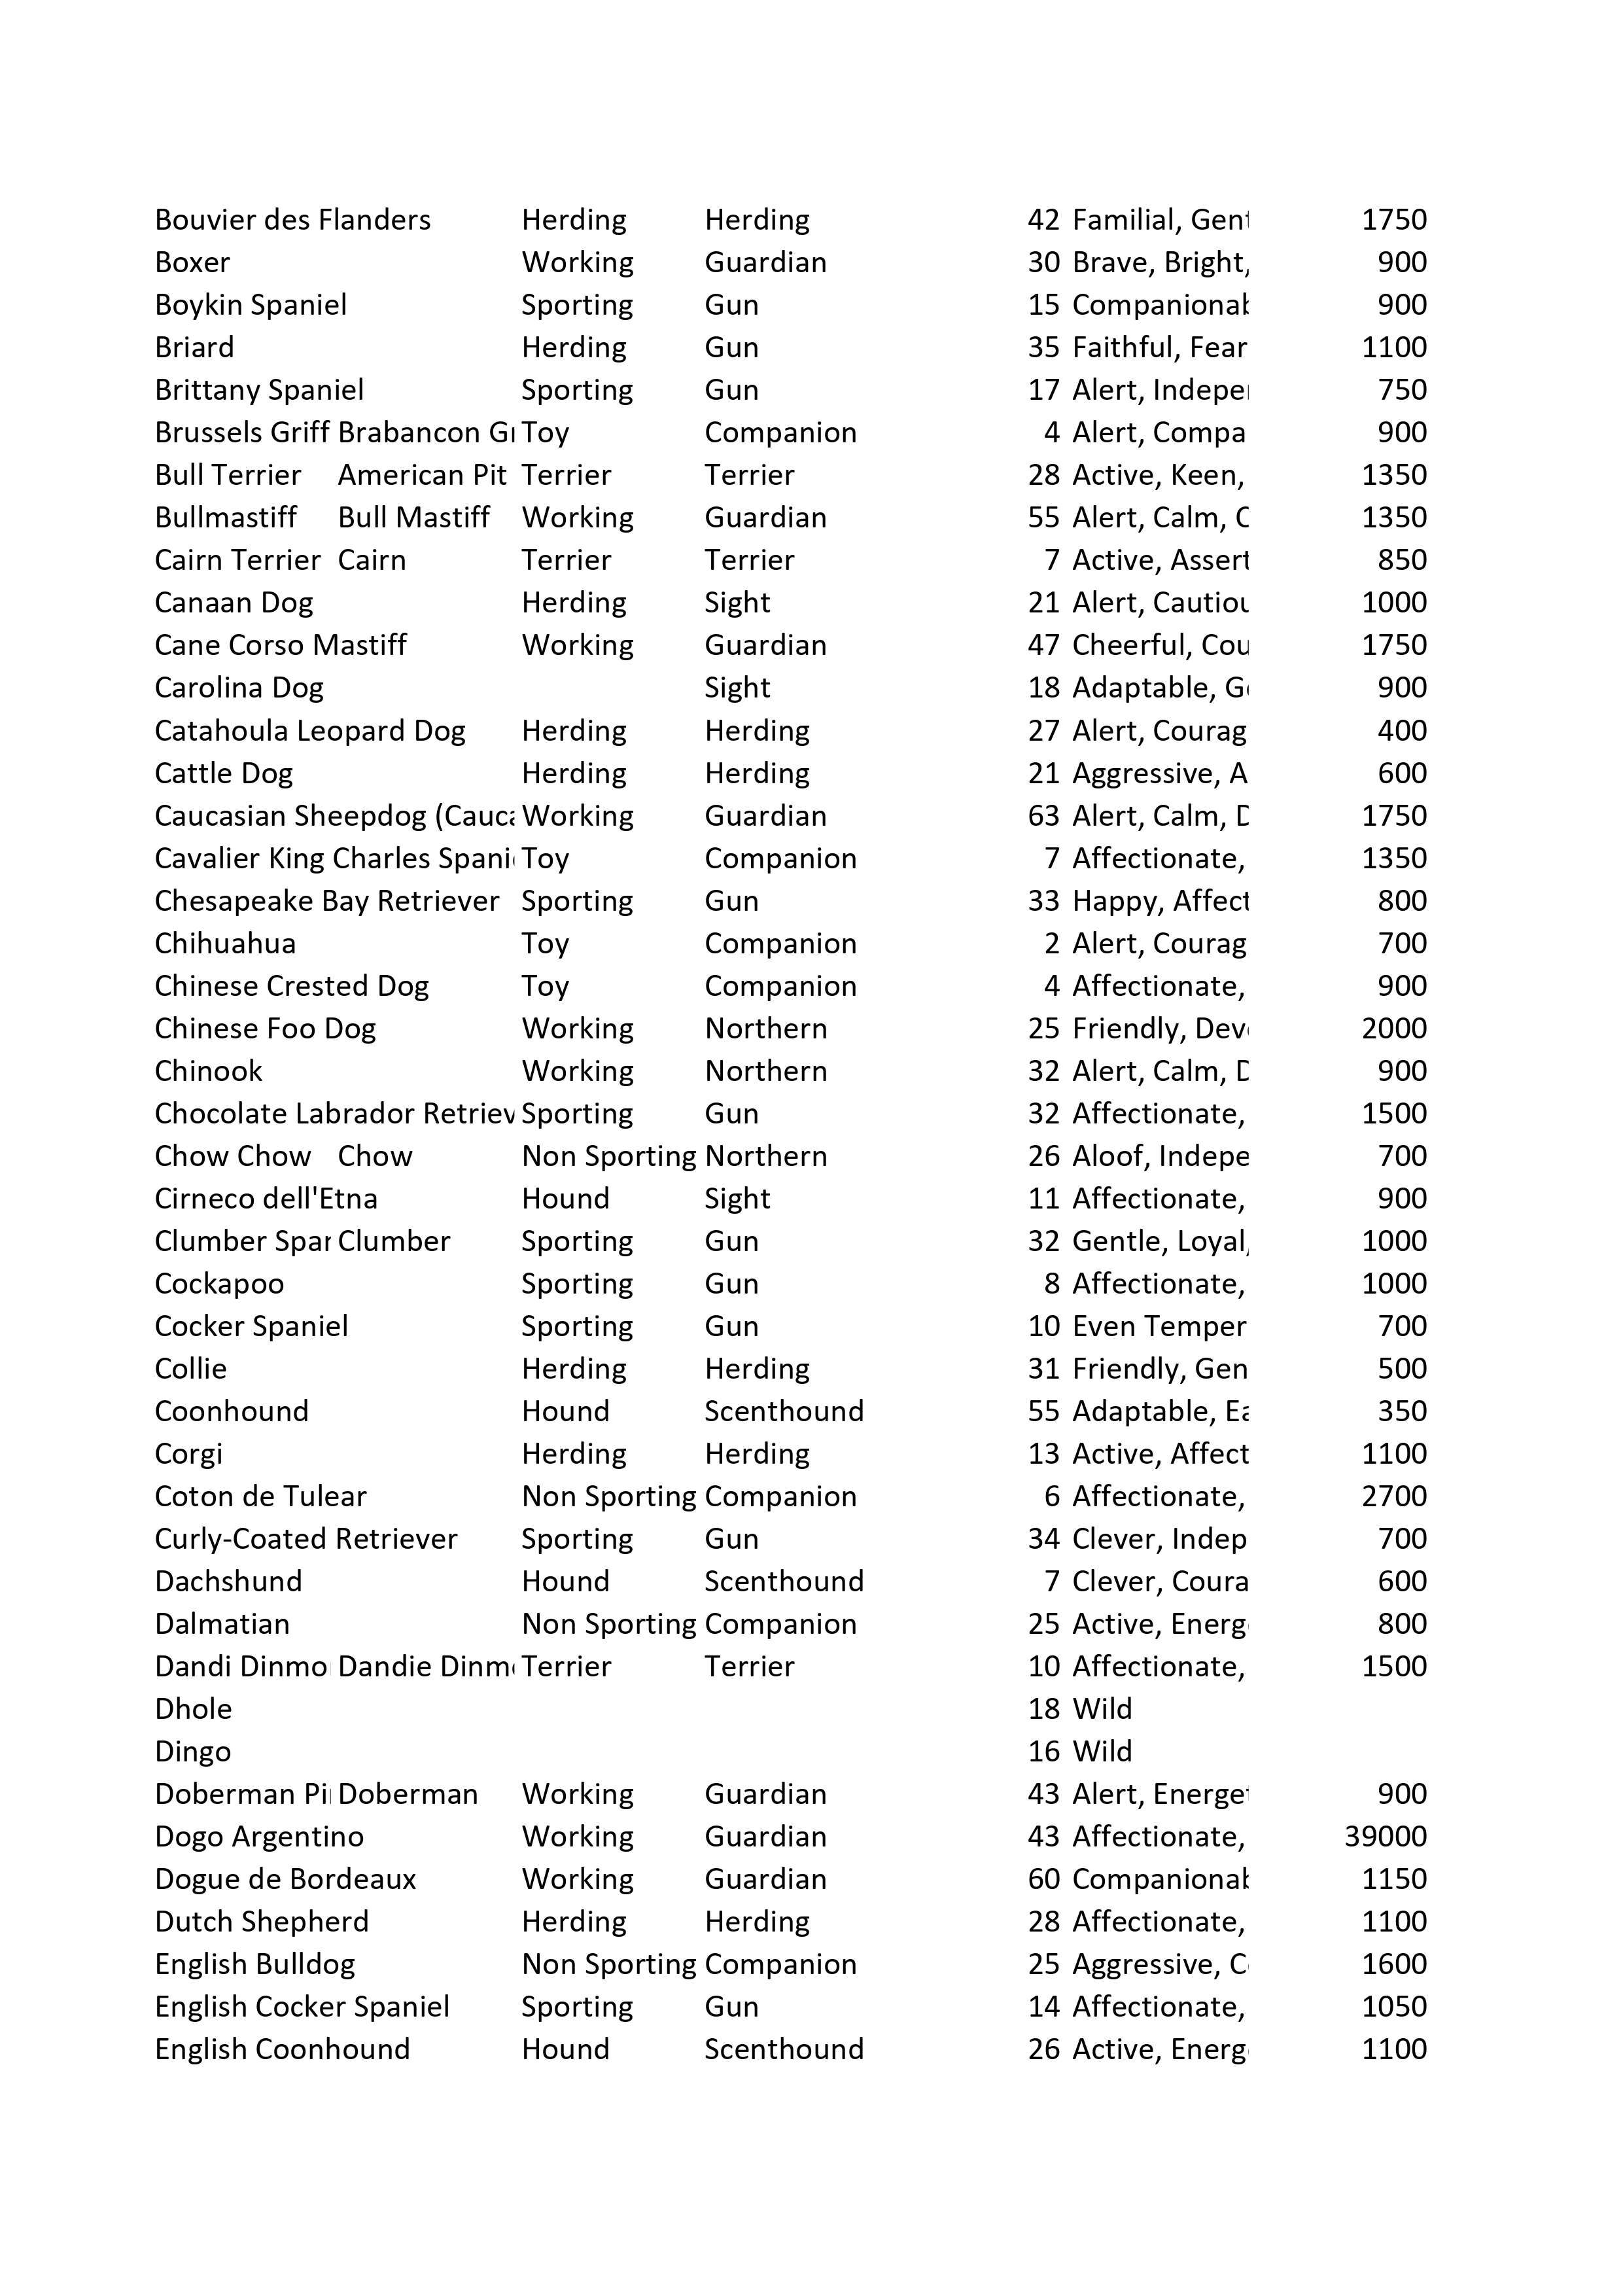 Bouvier des Flanders Herding Herding 42 Familial, Gent 1750
Boxer Working Guardian 30 Brave, Bright, 900
Boykin Spaniel Sporting Gun 15 Companionab 900
Briard Herding Gun 35 Faithful, Fear 1100
Brittany Spaniel Sporting Gun 17 Alert, Indeper 750
Brussels Griff Brabancon Gr Toy Companion 4 Alert, Compa 900
Bull Terrier American Pit Terrier Terrier 28 Active, Keen, 1350
Bullmastiff Bull Mastiff Working Guardian 55 Alert, Calm, C 1350
Cairn Terrier Cairn Terrier Terrier 7 Active, Assert 850
Canaan Dog Herding Sight 21 Alert, Cautiou 1000
Cane Corso Mastiff Working Guardian 47 Cheerful, Cou 1750
Carolina Dog Sight 18 Adaptable, Ge 900
Catahoula Leopard Dog Herding Herding 27 Alert, Courag 400
Cattle Dog Herding Herding 21 Aggressive, A 600
Caucasian Sheepdog (Cauca Working Guardian 63 Alert, Calm, D 1750
Cavalier King Charles Spani Toy Companion 7 Affectionate, 1350
Chesapeake Bay Retriever Sporting Gun 33 Happy, Affect 800
Chihuahua Toy Companion 2 Alert, Courag 700
Chinese Crested Dog Toy Companion 4 Affectionate, 900
Chinese Foo Dog Working Northern 25 Friendly, Devo 2000
Chinook Working Northern 32 Alert, Calm, D 900
Chocolate Labrador Retriev Sporting Gun 32 Affectionate, 1500
Chow Chow Chow Non Sporting Northern 26 Aloof, Indepe 700
Cirneco dell'Etna Hound Sight 11 Affectionate, 900
Clumber Spar Clumber Sporting Gun 32 Gentle, Loyal, 1000
Cockapoo Sporting Gun 8 Affectionate, 1000
Cocker Spaniel Sporting Gun 10 Even Temper 700
Collie Herding Herding 31 Friendly, Gen 500
Coonhound Hound Scenthound 55 Adaptable, Ea 350
Corgi Herding Herding 13 Active, Affect 1100
Coton de Tulear Non Sporting Companion 6 Affectionate, 2700
Curly-Coated Retriever Sporting Gun 34 Clever, Indep 700
Dachshund Hound Scenthound 7 Clever, Coura 600
Dalmatian Non Sporting Companion 25 Active, Energe 800
Dandi Dinmo Dandie Dinmo Terrier Terrier 10 Affectionate, 1500
Dhole 18 Wild
Dingo 16 Wild
Doberman Pi Doberman Working Guardian 43 Alert, Energet 900
Dogo Argentino Working Guardian 43 Affectionate, 39000
Dogue de Bordeaux Working Guardian 60 Companionab 1150
Dutch Shepherd Herding Herding 28 Affectionate, 1100
English Bulldog Non Sporting Companion 25 Aggressive, Co 1600
English Cocker Spaniel Sporting Gun 14 Affectionate, 1050
English Coonhound Hound Scenthound 26 Active, Energe 1100